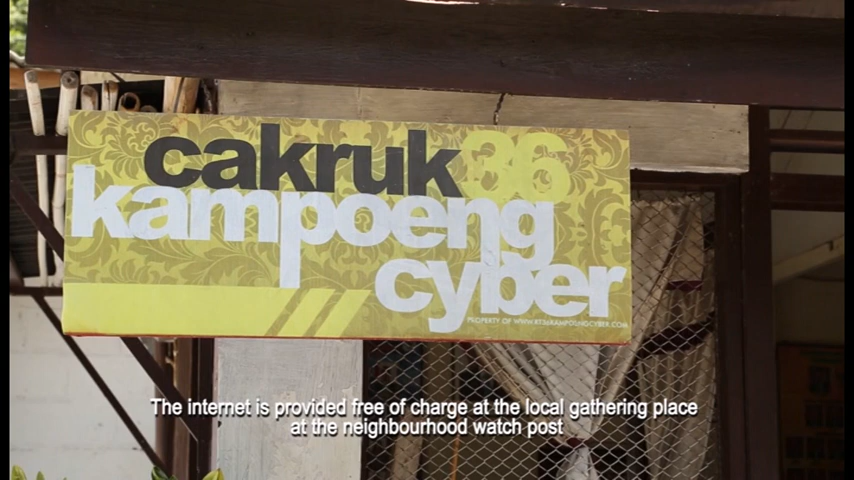 cakruk 36
kampoeng
cyber
PROPERTY OF WWW.RT36KAMPOENGCYBER.COM
The internet is provided free of charge at the local gathering place
at the neighbourhood watch post